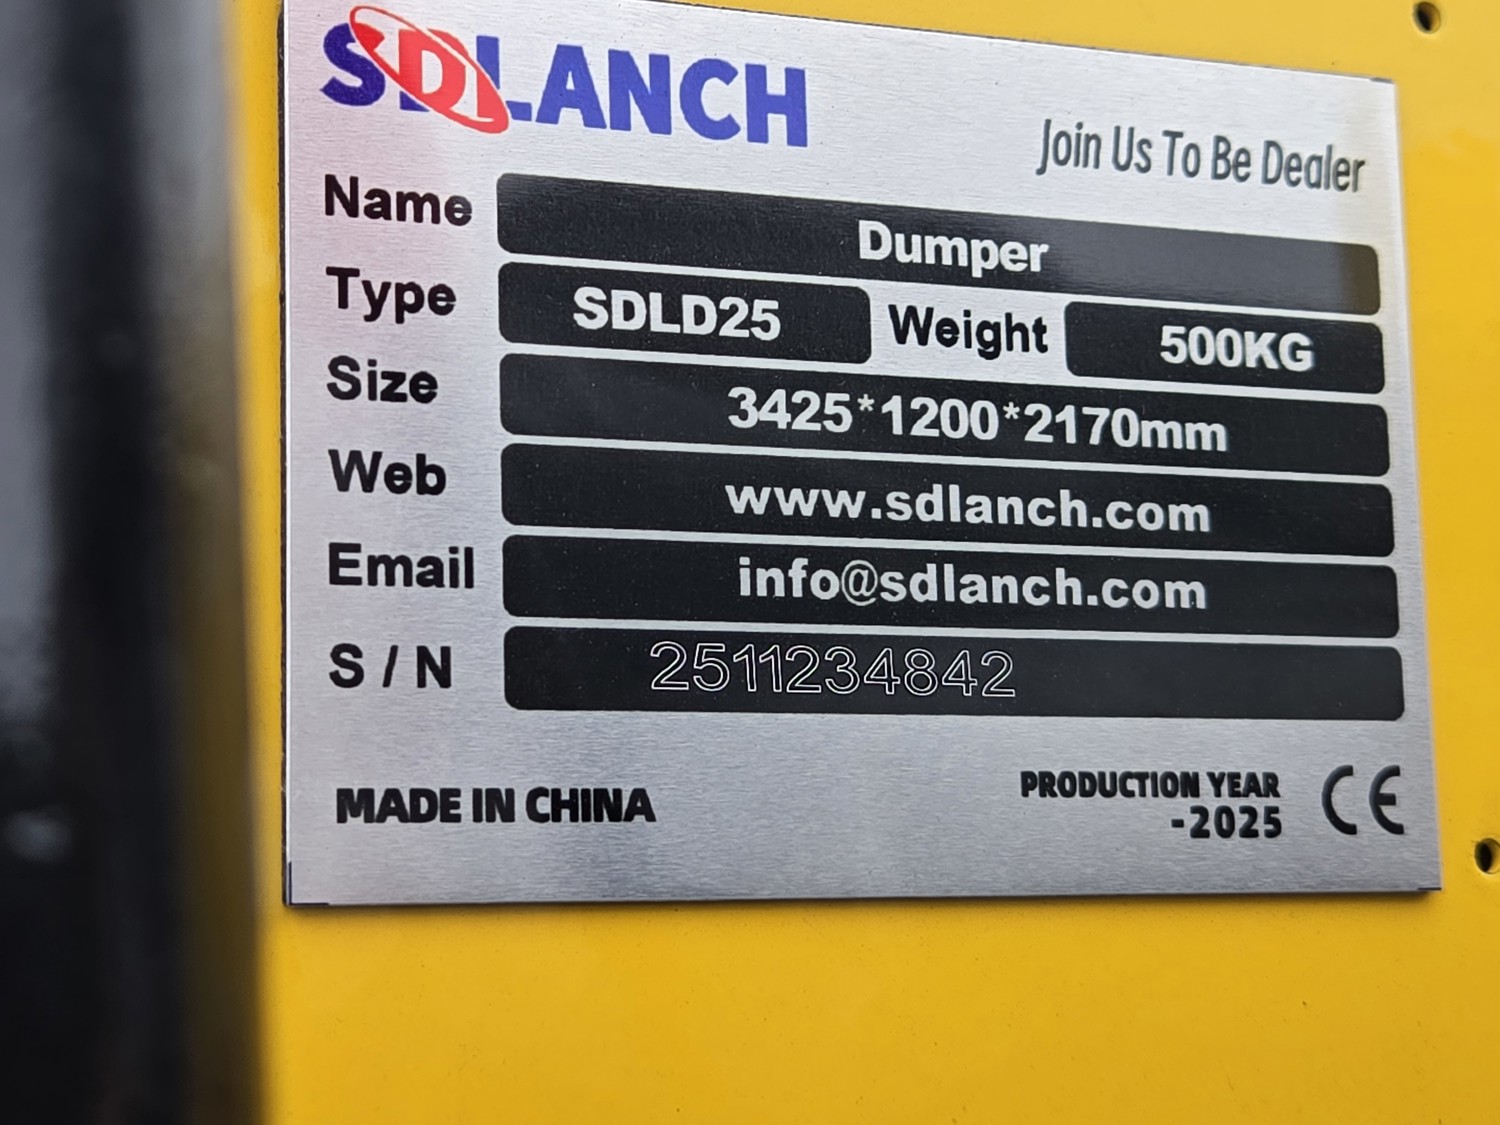 SDLANCH
Join Us To Be Dealer
Name Dumper
Type SDLD25 Weight 500KG
Size 3425*1200*2170mm
Web www.sdlanch.com
Email info@sdlanch.com
S / N 2511234842
MADE IN CHINA
PRODUCTION YEAR
-2025
CE